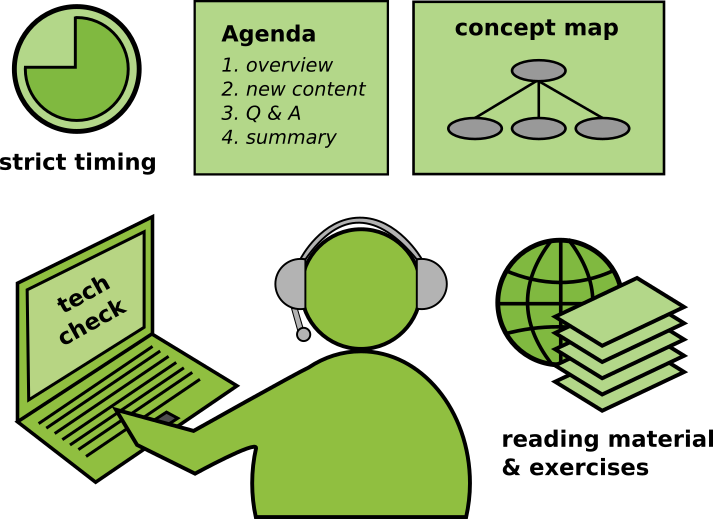 Agenda
1. overview
2. new content
3. Q & A
4. summary
concept map
strict timing
tech
check
reading material
& exercises